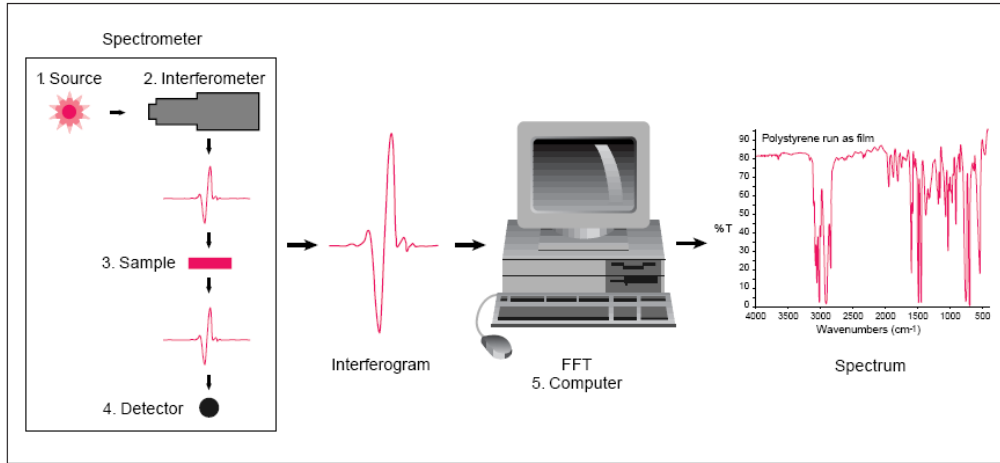 Spectrometer
1. Source
2. Interferometer
3. Sample
4. Detector
Interferogram
FFT
5. Computer
Polystyrene run as film
%T
90
80
70
60
50
40
30
20
10
0
4000 3500 3000 2500 2000 1500 1000 500
Wavenumbers (cm-1)
Spectrum